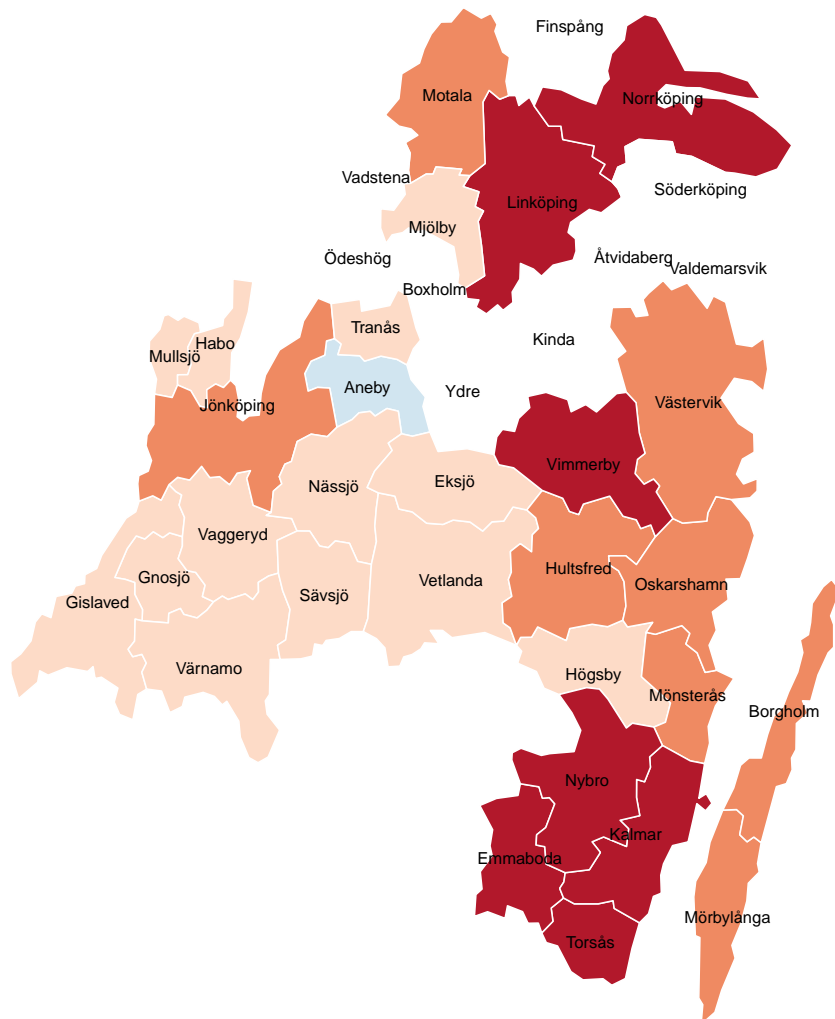 Finspång
Motala
Norrköping
Vadstena
Söderköping
Linköping
Mjölby
Ödeshög
Åtvidaberg
Valdemarsvik
Boxholm
Tranås
Kinda
Habo
Mullsjö
Aneby
Ydre
Jönköping
Västervik
Vimmerby
Nässjö
Eksjö
Vaggeryd
Hultsfred
Gnosjö
Vetlanda
Oskarshamn
Sävsjö
Gislaved
Värnamo
Högsby
Mönsterås
Borgholm
Nybro
Kalmar
Emmaboda
Mörbylånga
Torsås